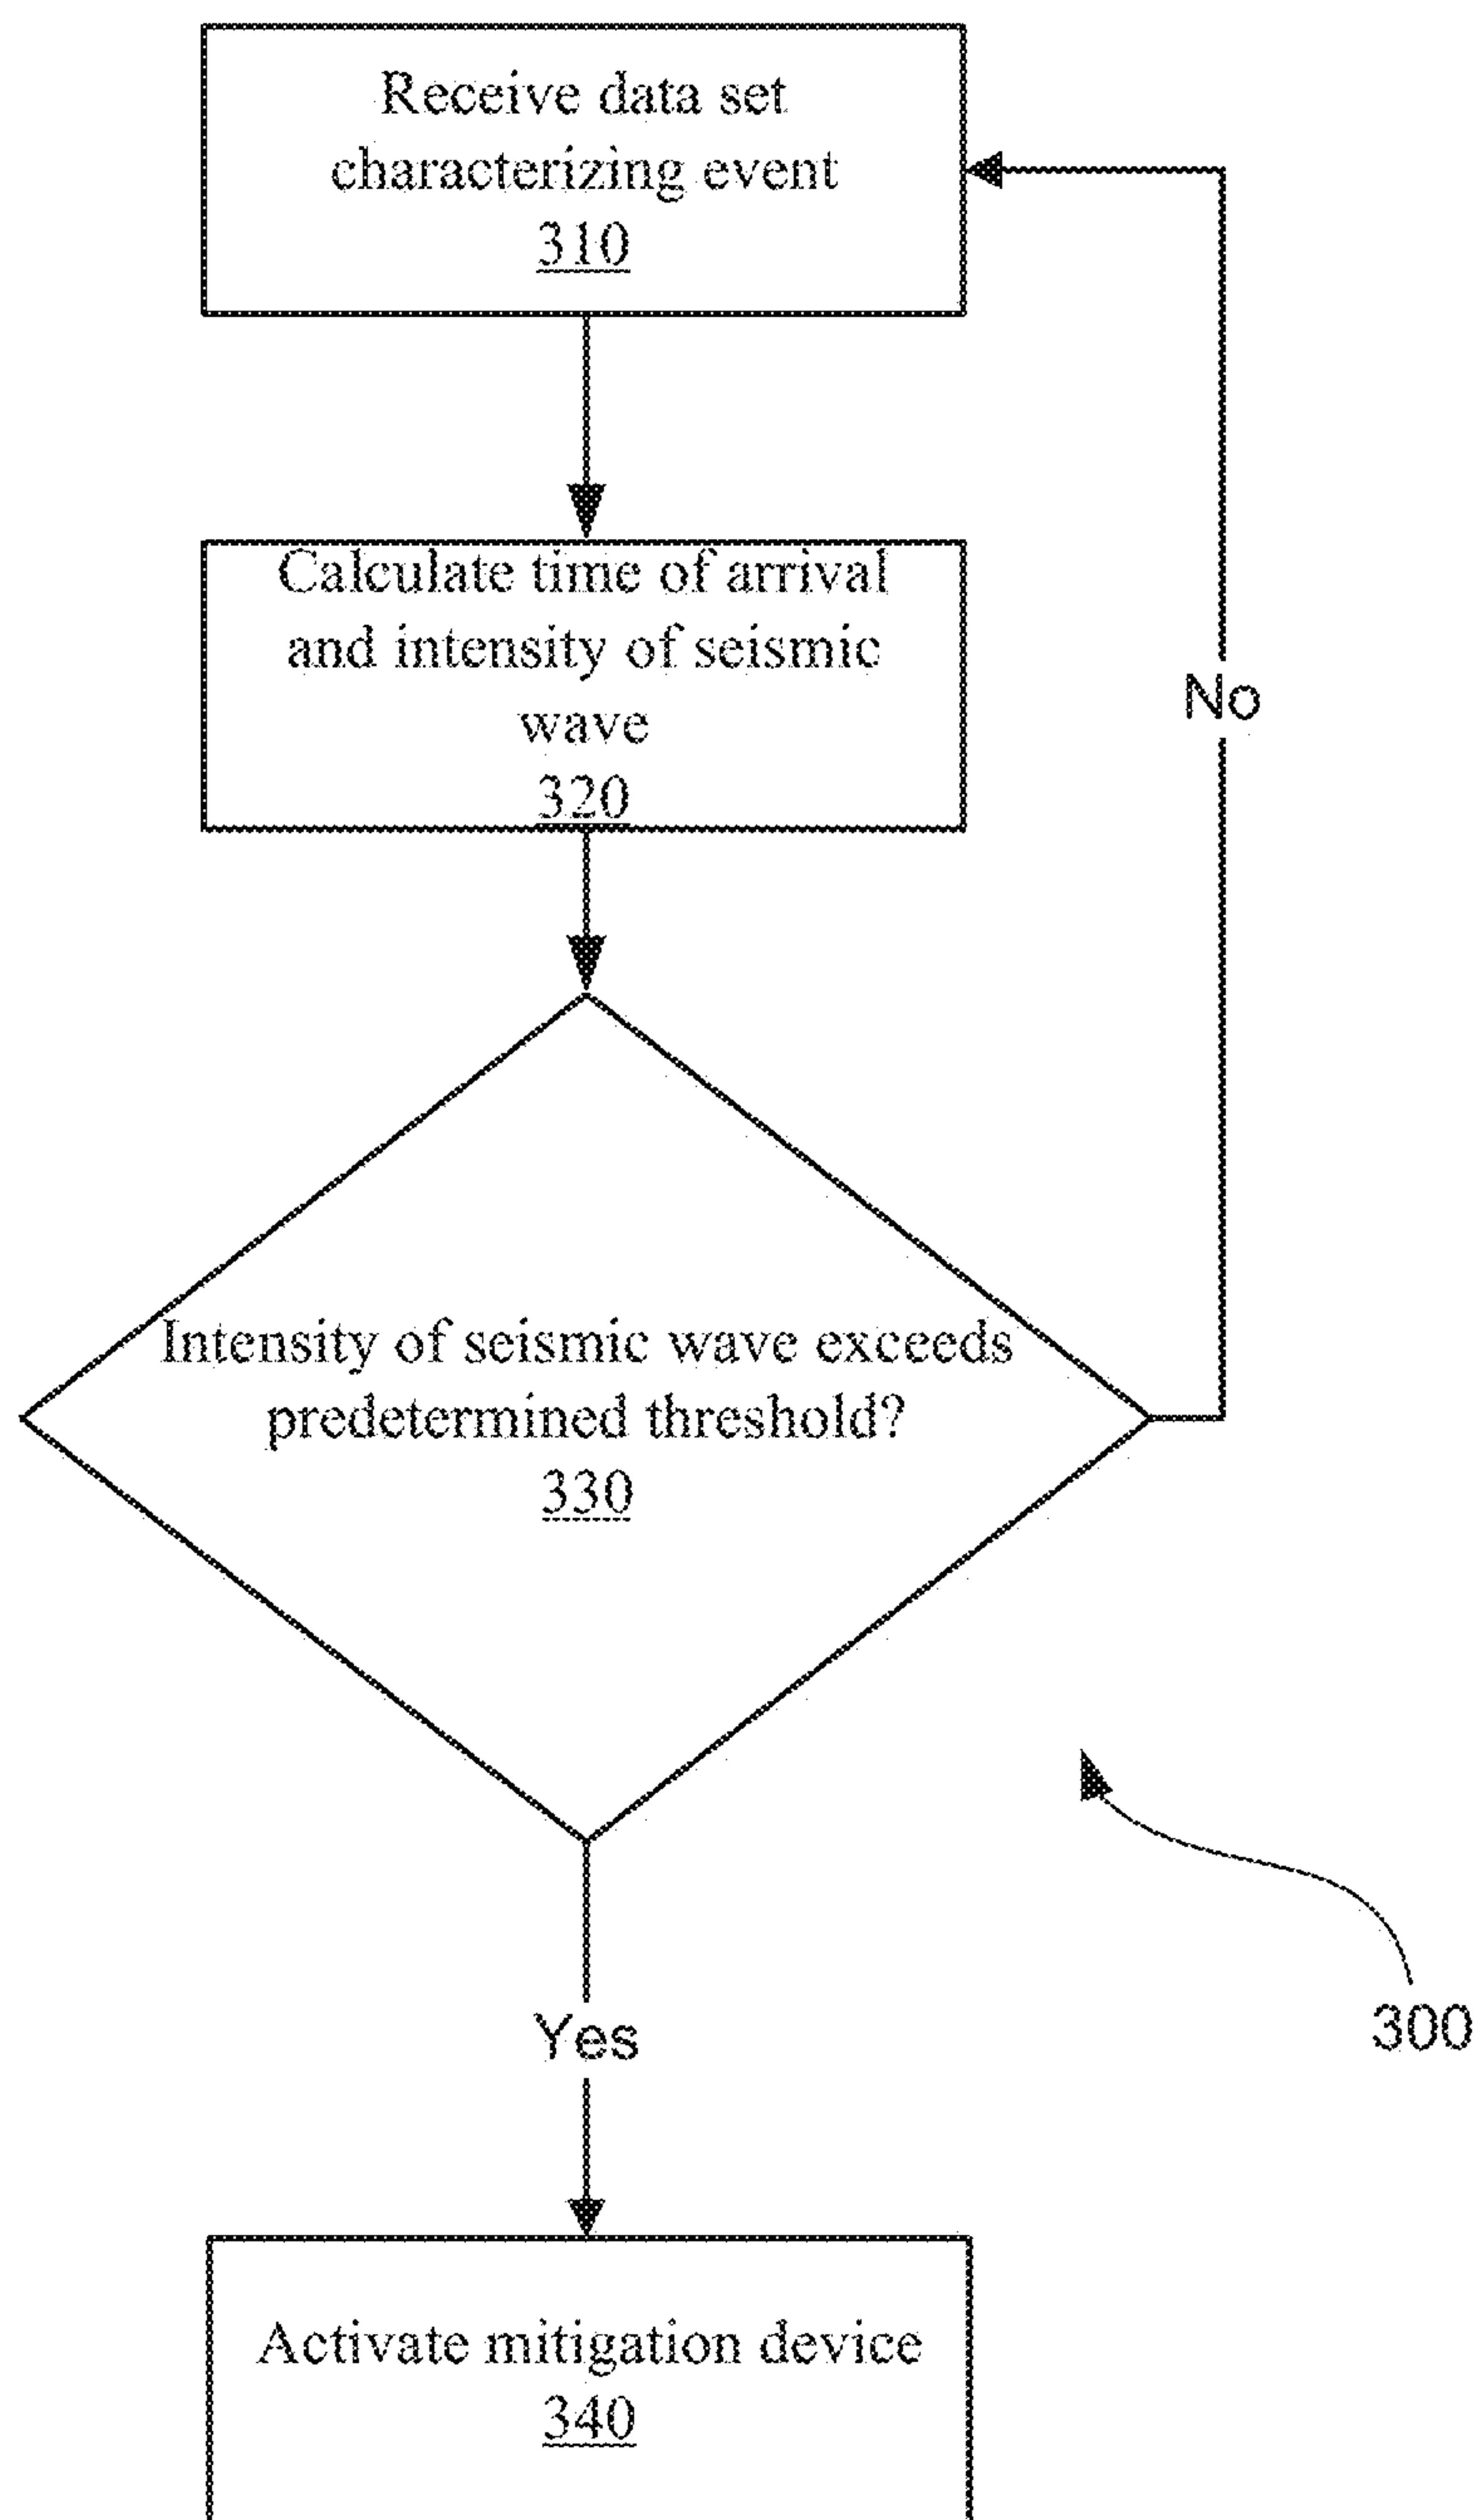 Receive data set
characterizing event
310
Calculate time of arrival
and intensity of seismic
wave
320
No
Intensity of seismic wave exceeds
predetermined threshold?
330
Yes
300
Activate mitigation device
340